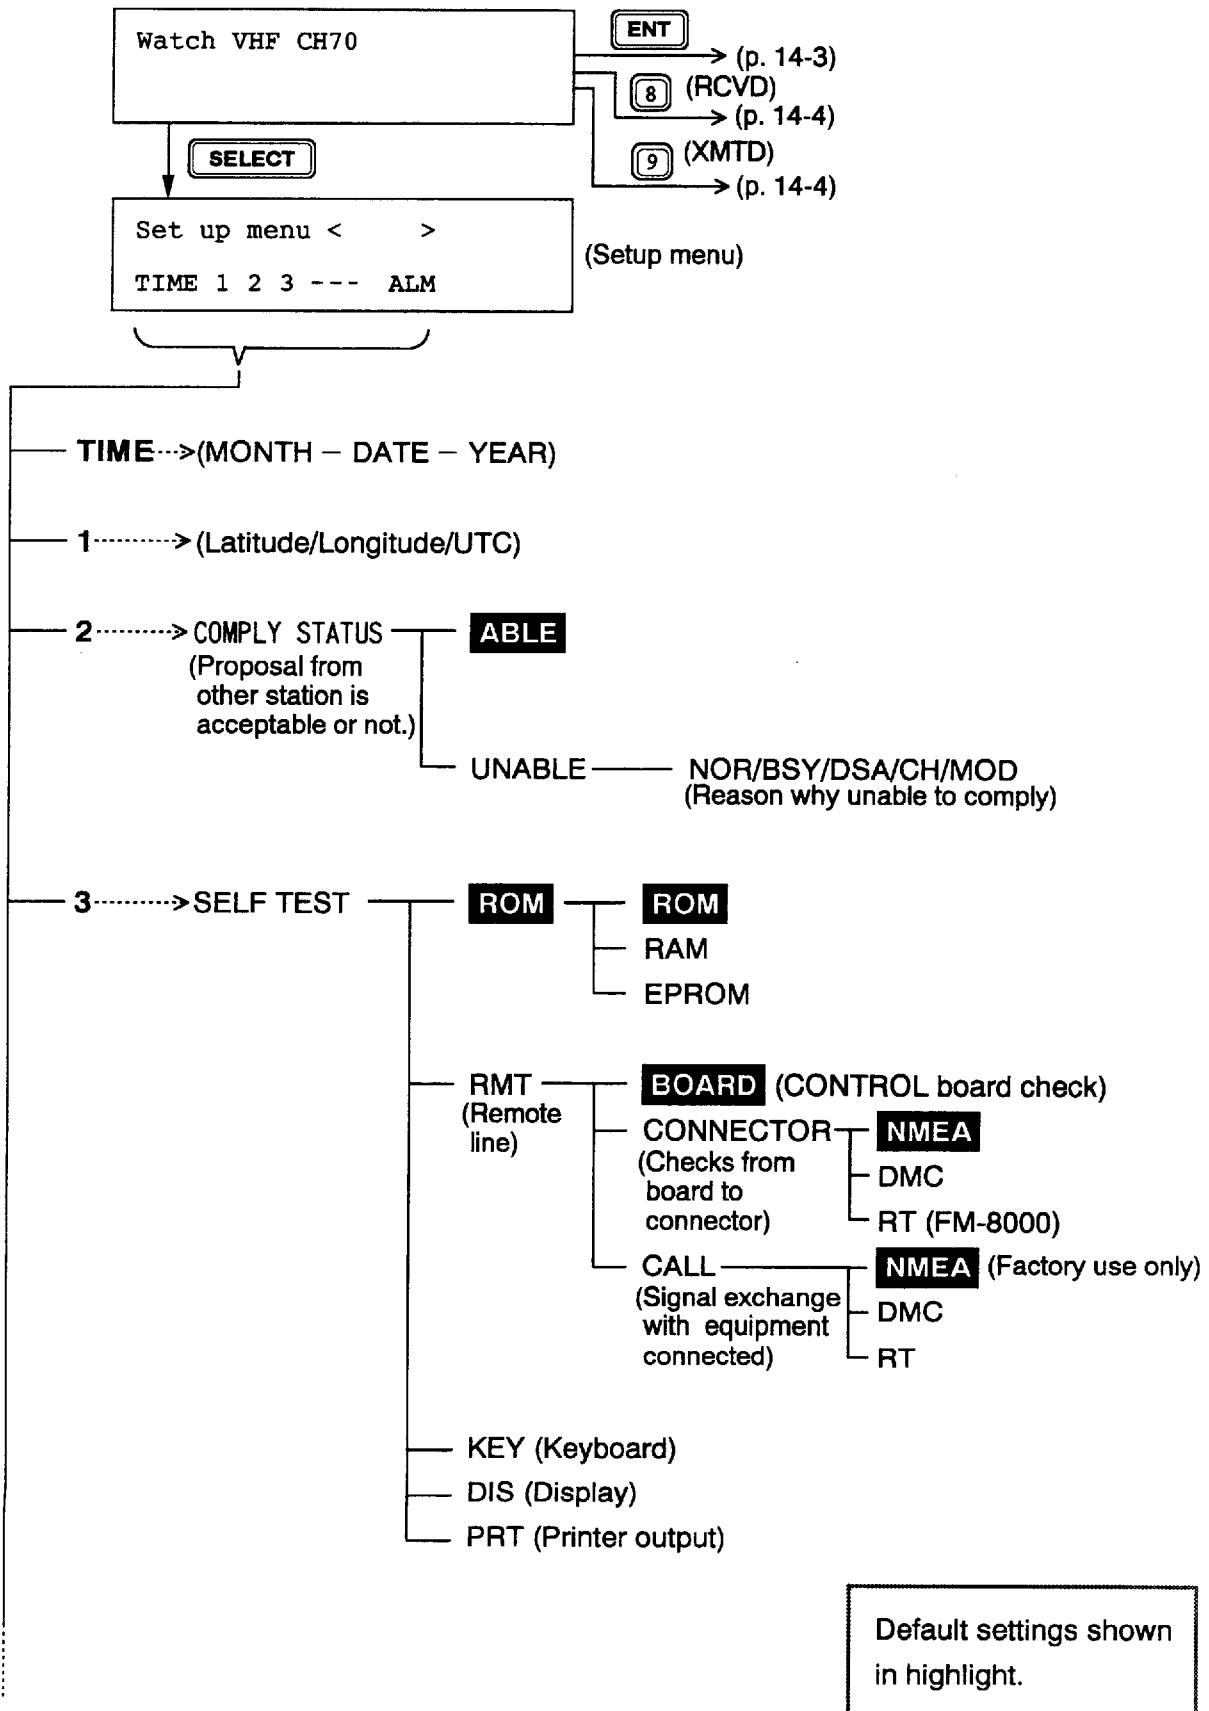 Watch VHF CH70
ENT
(p. 14-3)
8 (RCVD)
(p. 14-4)
9 (XMTD)
(p. 14-4)
SELECT
Set up menu <     >
TIME 1 2 3 --- ALM
(Setup menu)
TIME (MONTH – DATE – YEAR)
1 (Latitude/Longitude/UTC)
2 COMPLY STATUS
(Proposal from
other station is
acceptable or not.)
ABLE
UNABLE
NOR/BSY/DSA/CH/MOD
(Reason why unable to comply)
3 SELF TEST
ROM
ROM
RAM
EPROM
RMT
(Remote
line)
BOARD (CONTROL board check)
CONNECTOR
(Checks from
board to
connector)
NMEA
DMC
RT (FM-8000)
CALL
(Signal exchange
with equipment
connected)
NMEA (Factory use only)
DMC
RT
KEY (Keyboard)
DIS (Display)
PRT (Printer output)
Default settings shown
in highlight.